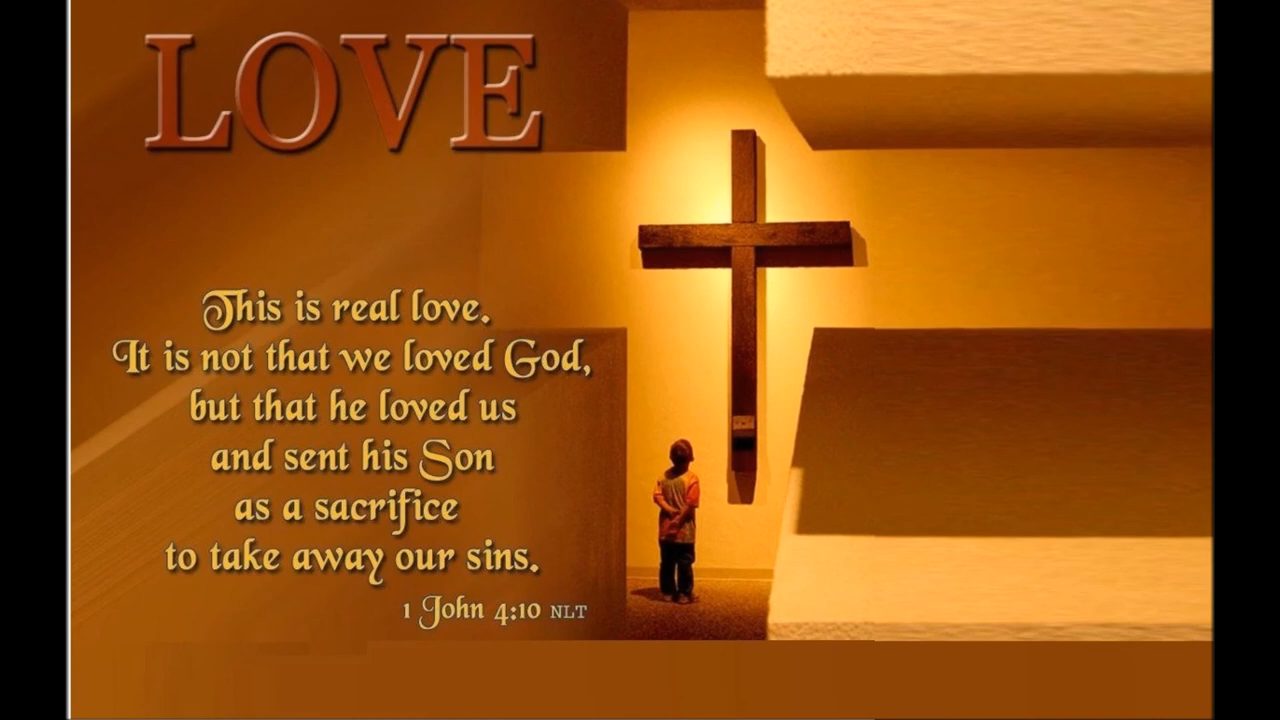 LOVE
This is real love.
It is not that we loved God,
but that he loved us
and sent his Son
as a sacrifice
to take away our sins.
1 John 4:10 NLT